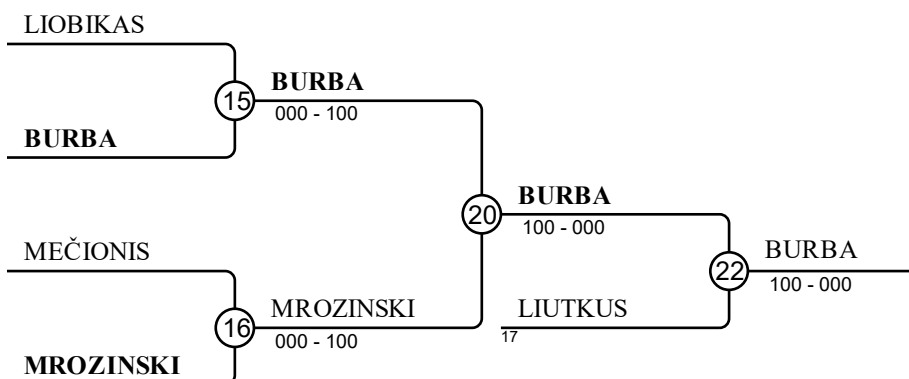 LIOBIKAS
15
BURBA
000 - 100
BURBA
20
BURBA
100 - 000
MEČIONIS
16
MROZINSKI
000 - 100
MROZINSKI
LIUTKUS
17
22
BURBA
100 - 000